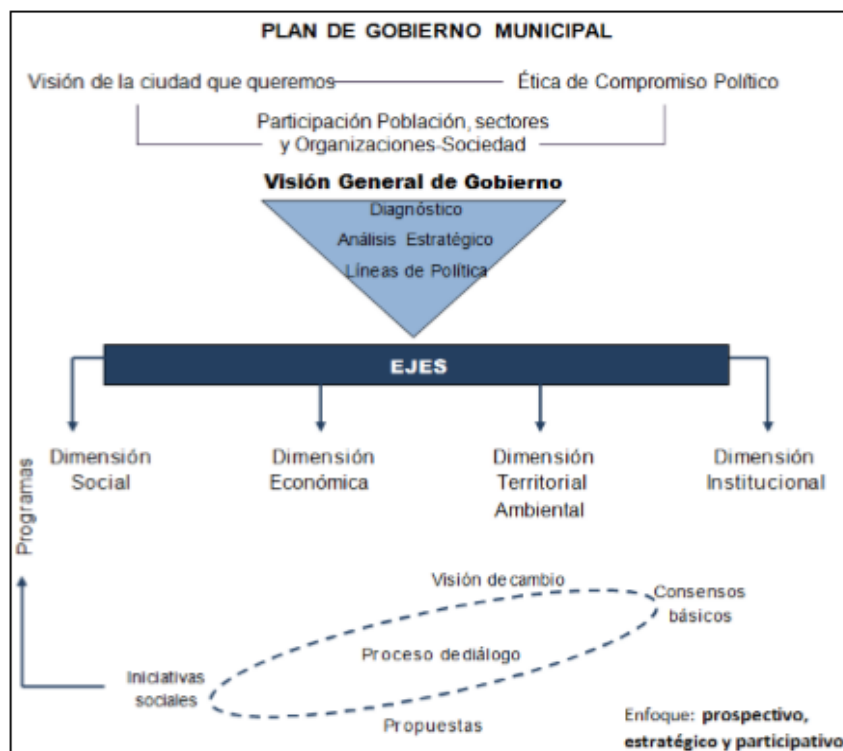 PLAN DE GOBIERNO MUNICIPAL
Visión de la ciudad que queremos
Ética de Compromiso Político
Participación Población, sectores
y Organizaciones-Sociedad
Visión General de Gobierno
Diagnóstico
Análisis Estratégico
Líneas de Política
EJES
Dimensión
Social
Dimensión
Económica
Dimensión
Territorial
Ambiental
Dimensión
Institucional
Programas
Visión de cambio
Consensos
básicos
Proceso de diálogo
Iniciativas
sociales
Propuestas
Enfoque: prospectivo,
estratégico y participativo